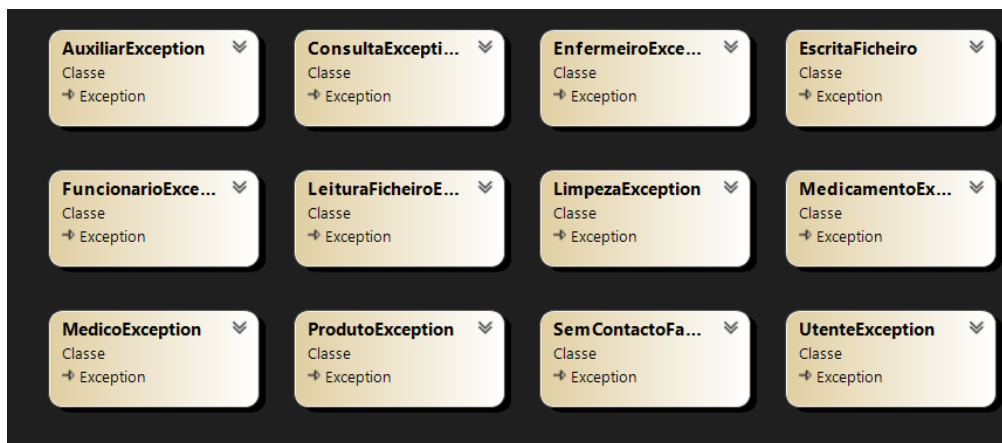 AuxiliarException
Classe
Exception
ConsultaExcepti...
Classe
Exception
EnfermeiroExce...
Classe
Exception
EscritaFicheiro
Classe
Exception
FuncionarioExce...
Classe
Exception
LeituraFicheiroE...
Classe
Exception
LimpezaException
Classe
Exception
MedicamentoEx...
Classe
Exception
MedicoException
Classe
Exception
ProdutoException
Classe
Exception
SemContactoFa...
Classe
Exception
UtenteException
Classe
Exception